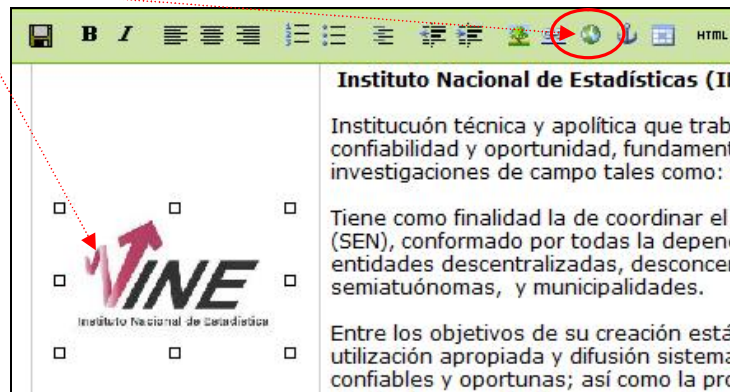 B I HTML
Instituto Nacional de Estadísticas (I
Institucuón técnica y apolítica que trab
confiabilidad y oportunidad, fundament
investigaciones de campo tales como:
Tiene como finalidad la de coordinar el
(SEN), conformado por todas la depen
entidades descentralizadas, desconcer
semiatuónomas, y municipalidades.
INE
Instituto Nacional de Estadística
Entre los objetivos de su creación está
utilización apropiada y difusión sistema
confiables y oportunas; así como la pro